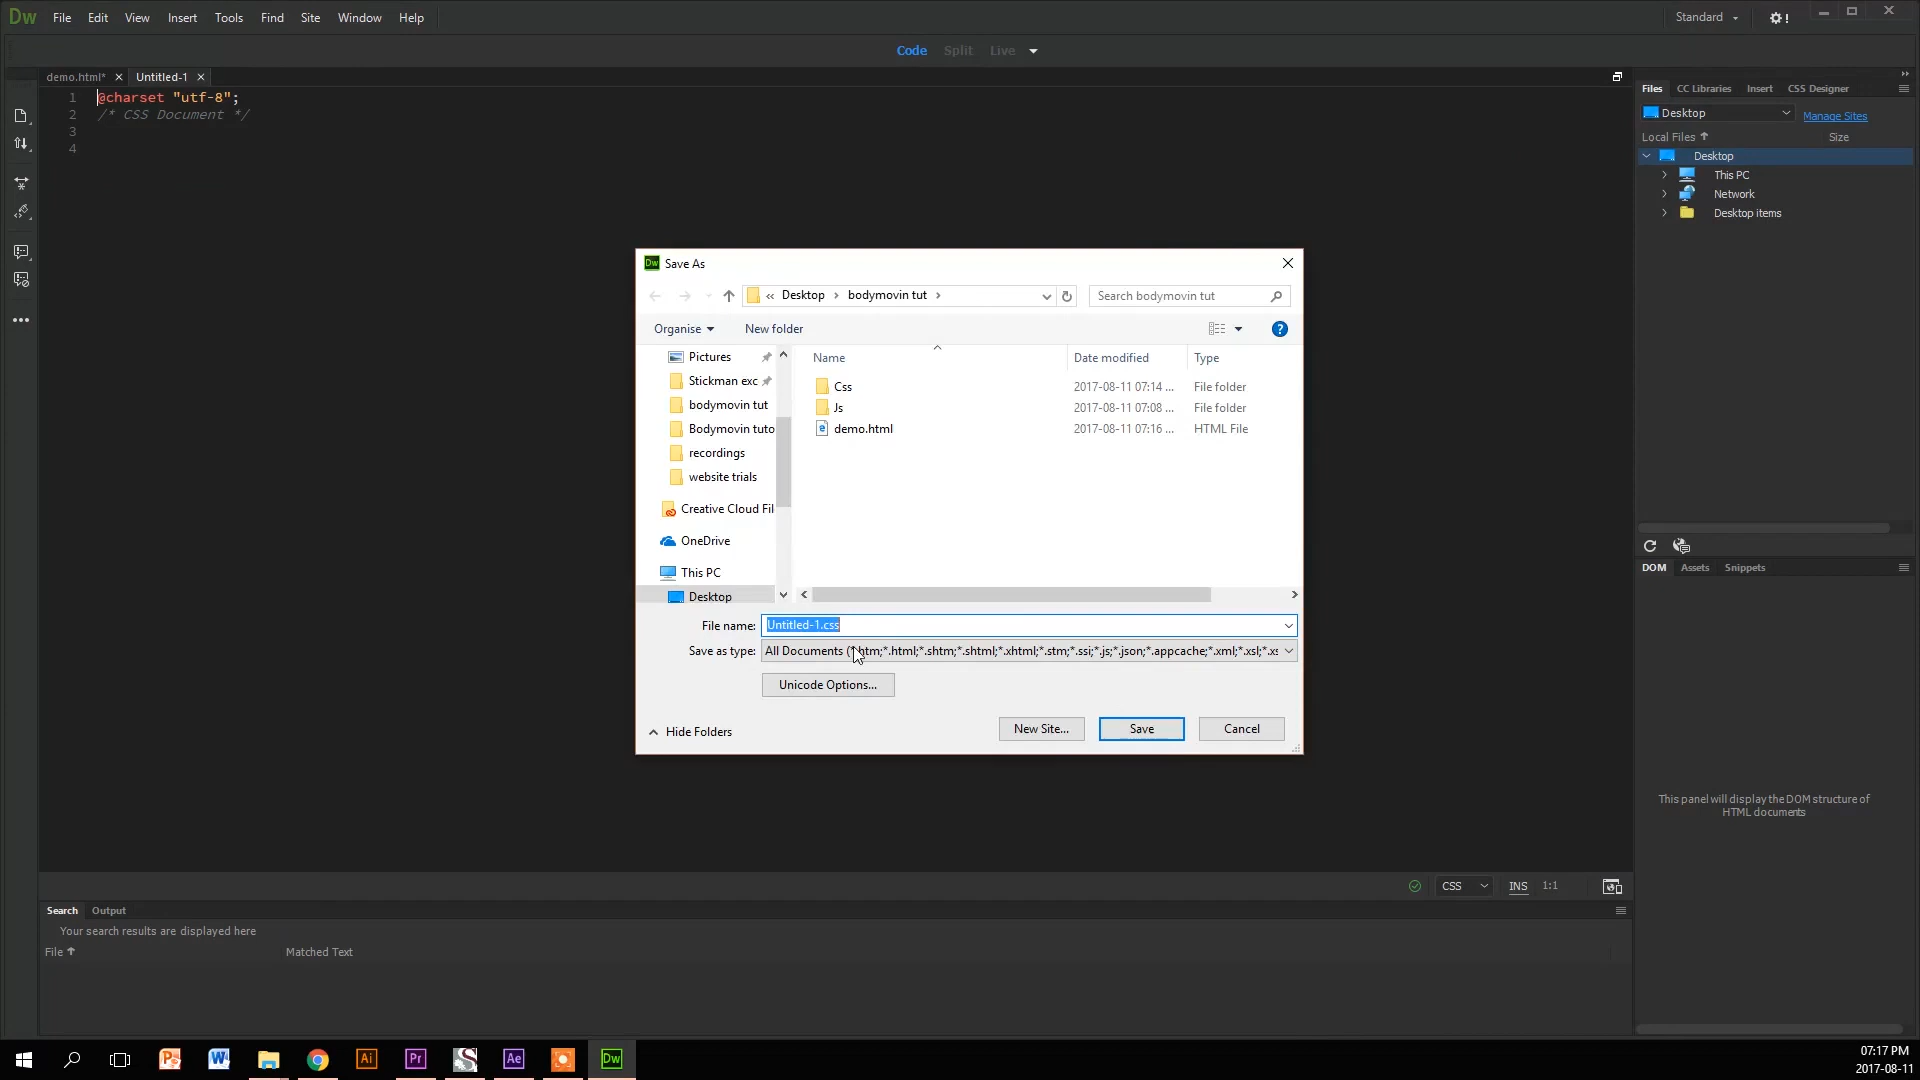 Dw File Edit View Insert Tools Find Site Window Help Standard
Code Split Live
demo.html* Untitled-1
1 @charset "utf-8";
2 /* CSS Document */
3
4
Files CC Libraries Insert CSS Designer
Desktop Manage Sites
Local Files Size
Desktop
This PC
Network
Desktop items
Dw Save As
« Desktop › bodymovin tut › Search bodymovin tut
Organise New folder
Pictures
Stickman exc
bodymovin tut
Bodymovin tuto
recordings
website trials
Creative Cloud Fil
OneDrive
This PC
Desktop
Name Date modified Type
Css 2017-08-11 07:14 ... File folder
Js 2017-08-11 07:08 ... File folder
demo.html 2017-08-11 07:16 ... HTML File
File name: Untitled-1.css
Save as type: All Documents (*.htm;*.html;*.shtm;*.shtml;*.xhtml;*.stm;*.ssi;*.js;*.json;*.appcache;*.xml;*.xsl;*.xs
Unicode Options...
Hide Folders New Site... Save Cancel
DOM Assets Snippets
This panel will display the DOM structure of
HTML documents
CSS INS 1:1
Search Output
Your search results are displayed here
File Matched Text
Ai Pr Ae Dw
07:17 PM
2017-08-11